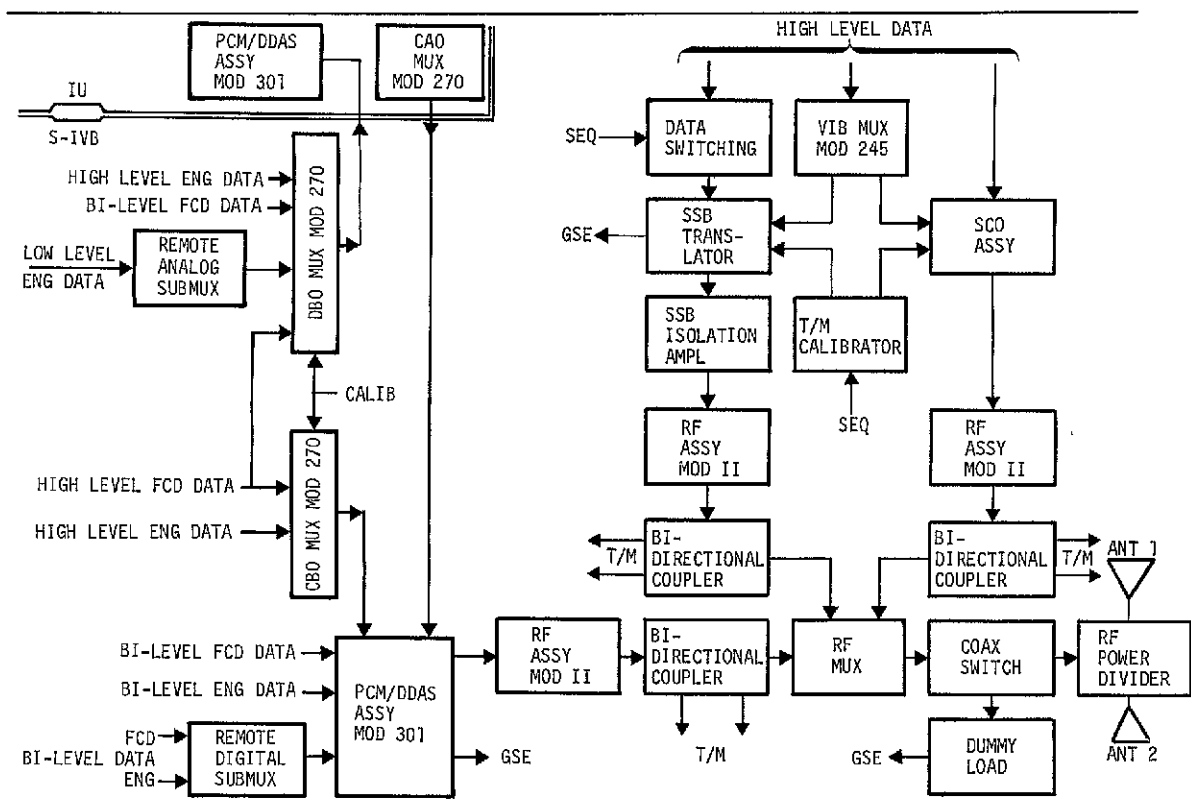 HIGH LEVEL DATA
PCM/DDAS
ASSY
MOD 301
CAO
MUX
MOD 270
IU
S-IVB
SEQ
DATA
SWITCHING
VIB MUX
MOD 245
HIGH LEVEL ENG DATA
BI-LEVEL FCD DATA
LOW LEVEL
ENG DATA
REMOTE
ANALOG
SUBMUX
DBO MUX MOD 270
GSE
SSB
TRANS-
LATOR
SCO
ASSY
SSB
ISOLATION
AMPL
T/M
CALIBRATOR
SEQ
CALIB
HIGH LEVEL FCD DATA
HIGH LEVEL ENG DATA
CBO MUX MOD 270
RF
ASSY
MOD II
RF
ASSY
MOD II
T/M
BI-
DIRECTIONAL
COUPLER
BI-
DIRECTIONAL
COUPLER
T/M
ANT 1
BI-LEVEL FCD DATA
BI-LEVEL ENG DATA
FCD
BI-LEVEL DATA
ENG
REMOTE
DIGITAL
SUBMUX
PCM/DDAS
ASSY
MOD 301
GSE
RF
ASSY
MOD II
BI-
DIRECTIONAL
COUPLER
T/M
RF
MUX
COAX
SWITCH
RF
POWER
DIVIDER
GSE
DUMMY
LOAD
ANT 2